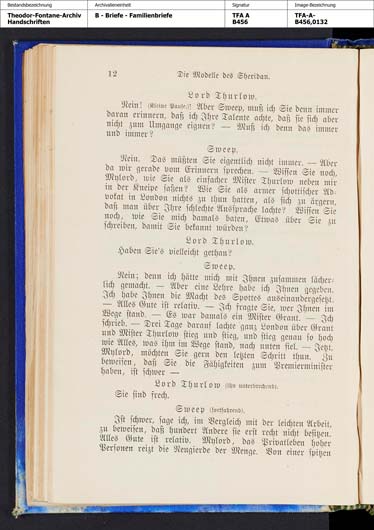 Bestandsbezeichnung
Theodor-Fontane-Archiv
Handschriften
Archivalieneinheit
B - Briefe - Familienbriefe
Signatur
TFA A
B456
Image-Bezeichnung
TFA-A-
B456,0132
12 Die Modelle des Sheridan.
Lord Thurlow.
Nein! (Kleine Pause.) Aber Sweep, muß ich Sie denn immer
daran erinnern, daß ich Ihre Talente achte, daß sie sich aber
nicht zum Umgange eignen? — Muß ich denn das immer
und immer?
Sweep.
Nein. Das müßten Sie eigentlich nicht immer. — Aber
da wir gerade vom Erinnern sprechen. — Wissen Sie noch,
Mylord, wie Sie als einfacher Mister Thurlow neben mir
in der Kneipe saßen? Wie Sie als armer schottischer Ad-
vokat in London nichts zu thun hatten, als sich zu ärgern,
daß man über Ihre schlechte Aussprache lachte? Wissen Sie
noch, wie Sie mich damals baten, Etwas über Sie zu
schreiben, damit Sie bekannt würden?
Lord Thurlow.
Haben Sie's vielleicht gethan?
Sweep.
Nein; denn ich hätte mich mit Ihnen zusammen lächer-
lich gemacht. — Aber eine Lehre habe ich Ihnen gegeben.
Ich habe Ihnen die Macht des Spottes auseinandergesetzt.
— Alles Gute ist relativ. — Ich fragte Sie, wer Ihnen im
Wege stand. — Es war damals ein Mister Grant. — Ich
schrieb. — Drei Tage darauf lachte ganz London über Grant
und Mister Thurlow stieg und stieg, und stieg genau so hoch
wie Alles, was ihm im Wege stand, nach unten fiel. — Jetzt,
Mylord, möchten Sie gern den letzten Schritt thun. Zu
beweisen, daß Sie die Fähigkeiten zum Premierminister
haben, ist schwer —
Lord Thurlow (ihn unterbrechend).
Sie sind frech.
Sweep (fortfahrend).
Ist schwer, sage ich, im Vergleich mit der leichten Arbeit,
zu beweisen, daß hundert Andere sie erst recht nicht besitzen.
Alles Gute ist relativ. Mylord, das Privatleben hoher
Personen reizt die Neugierde der Menge. Von einer spitzen